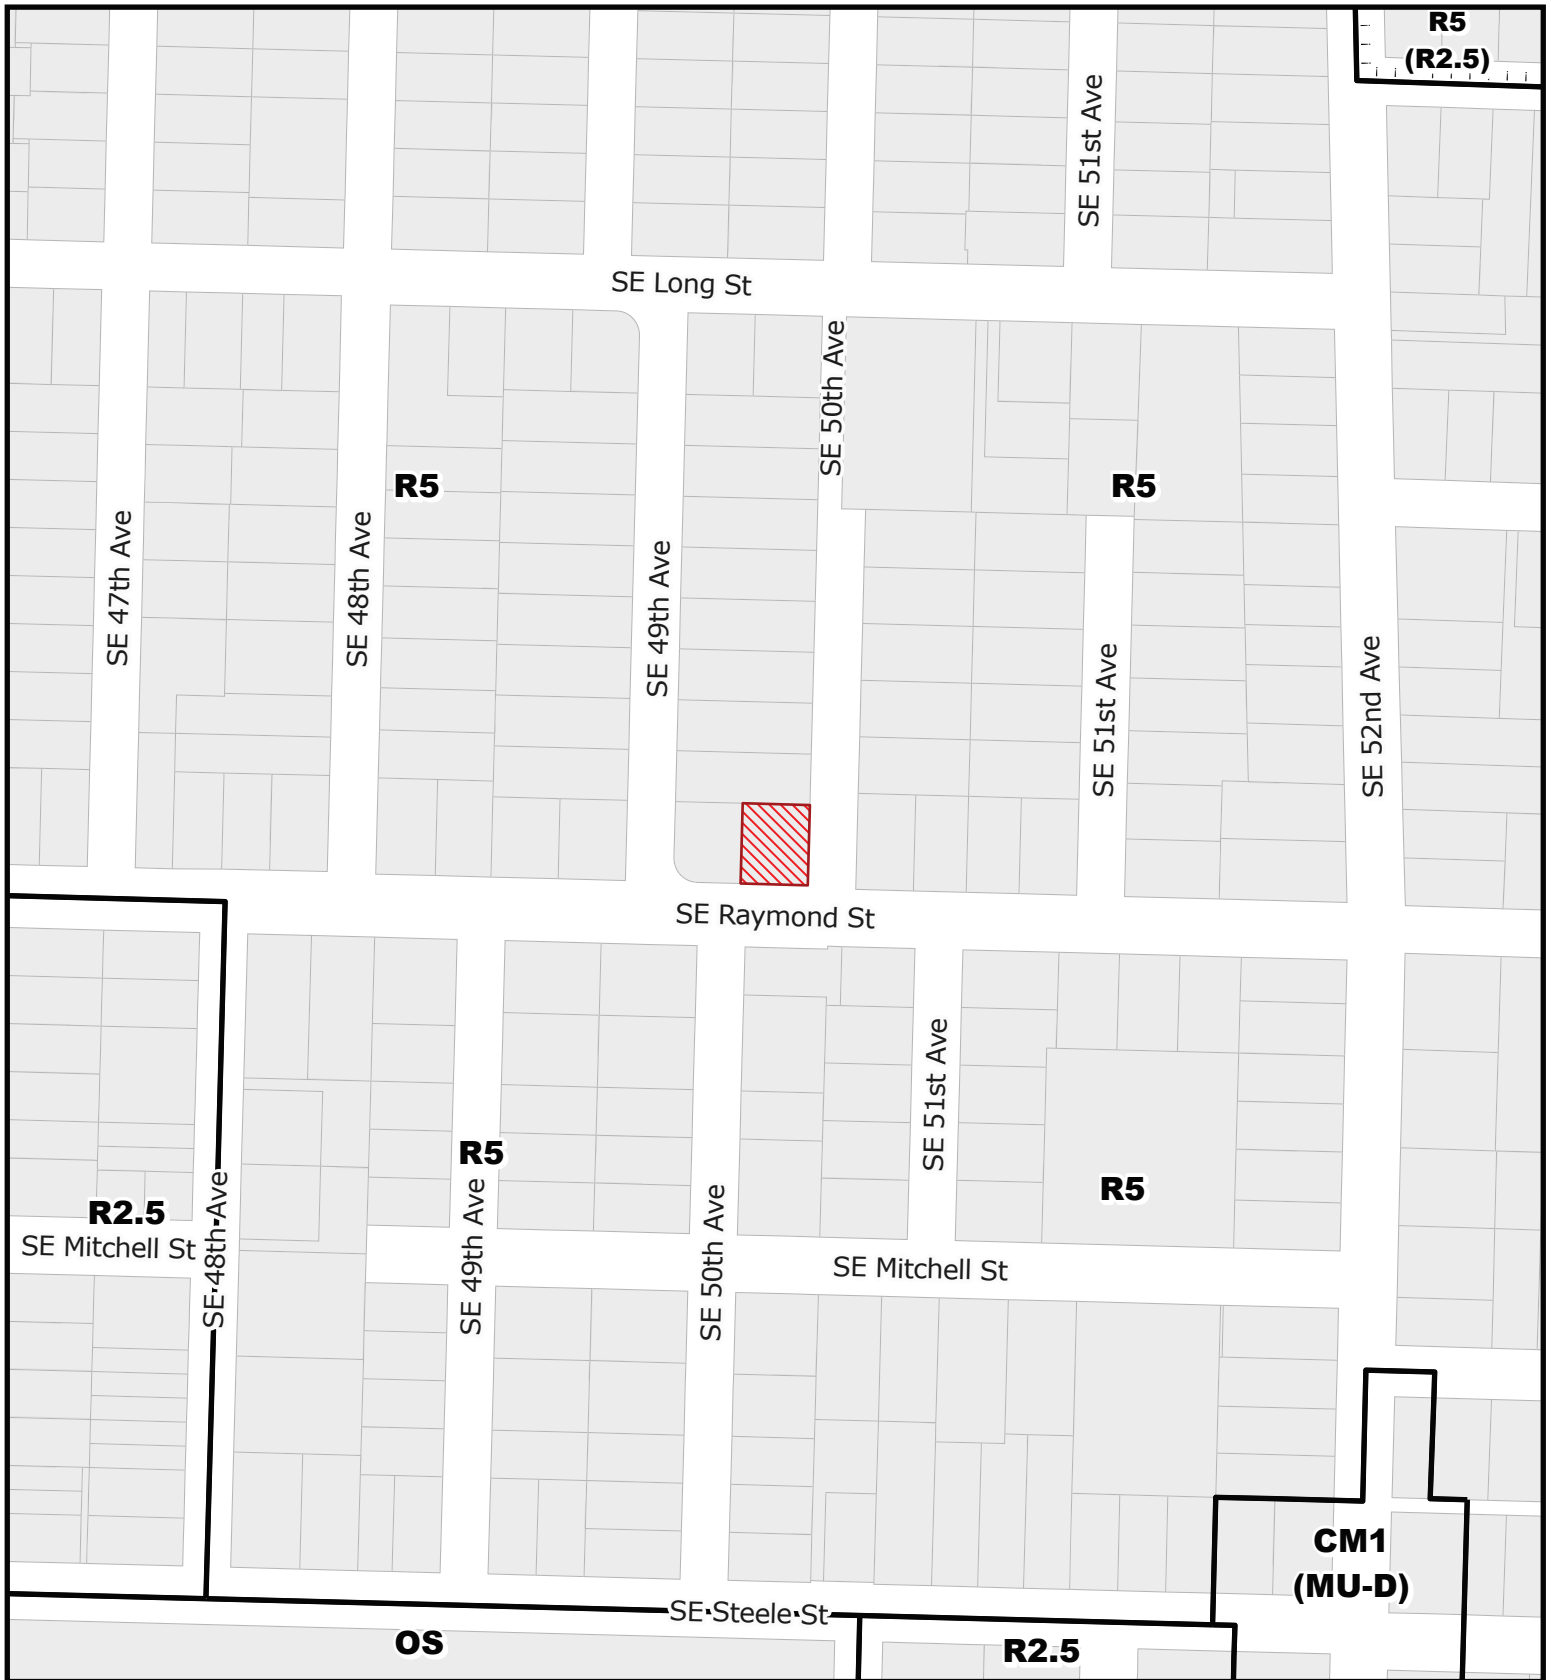 R5
(R2.5)
SE 51st Ave
SE Long St
SE 50th Ave
R5
R5
SE 47th Ave
SE 48th Ave
SE 49th Ave
SE 51st Ave
SE 52nd Ave
SE Raymond St
SE 51st Ave
R5
R5
R2.5
SE Mitchell St
SE 48th Ave
SE 49th Ave
SE 50th Ave
SE Mitchell St
CM1
(MU-D)
SE Steele St
OS
R2.5